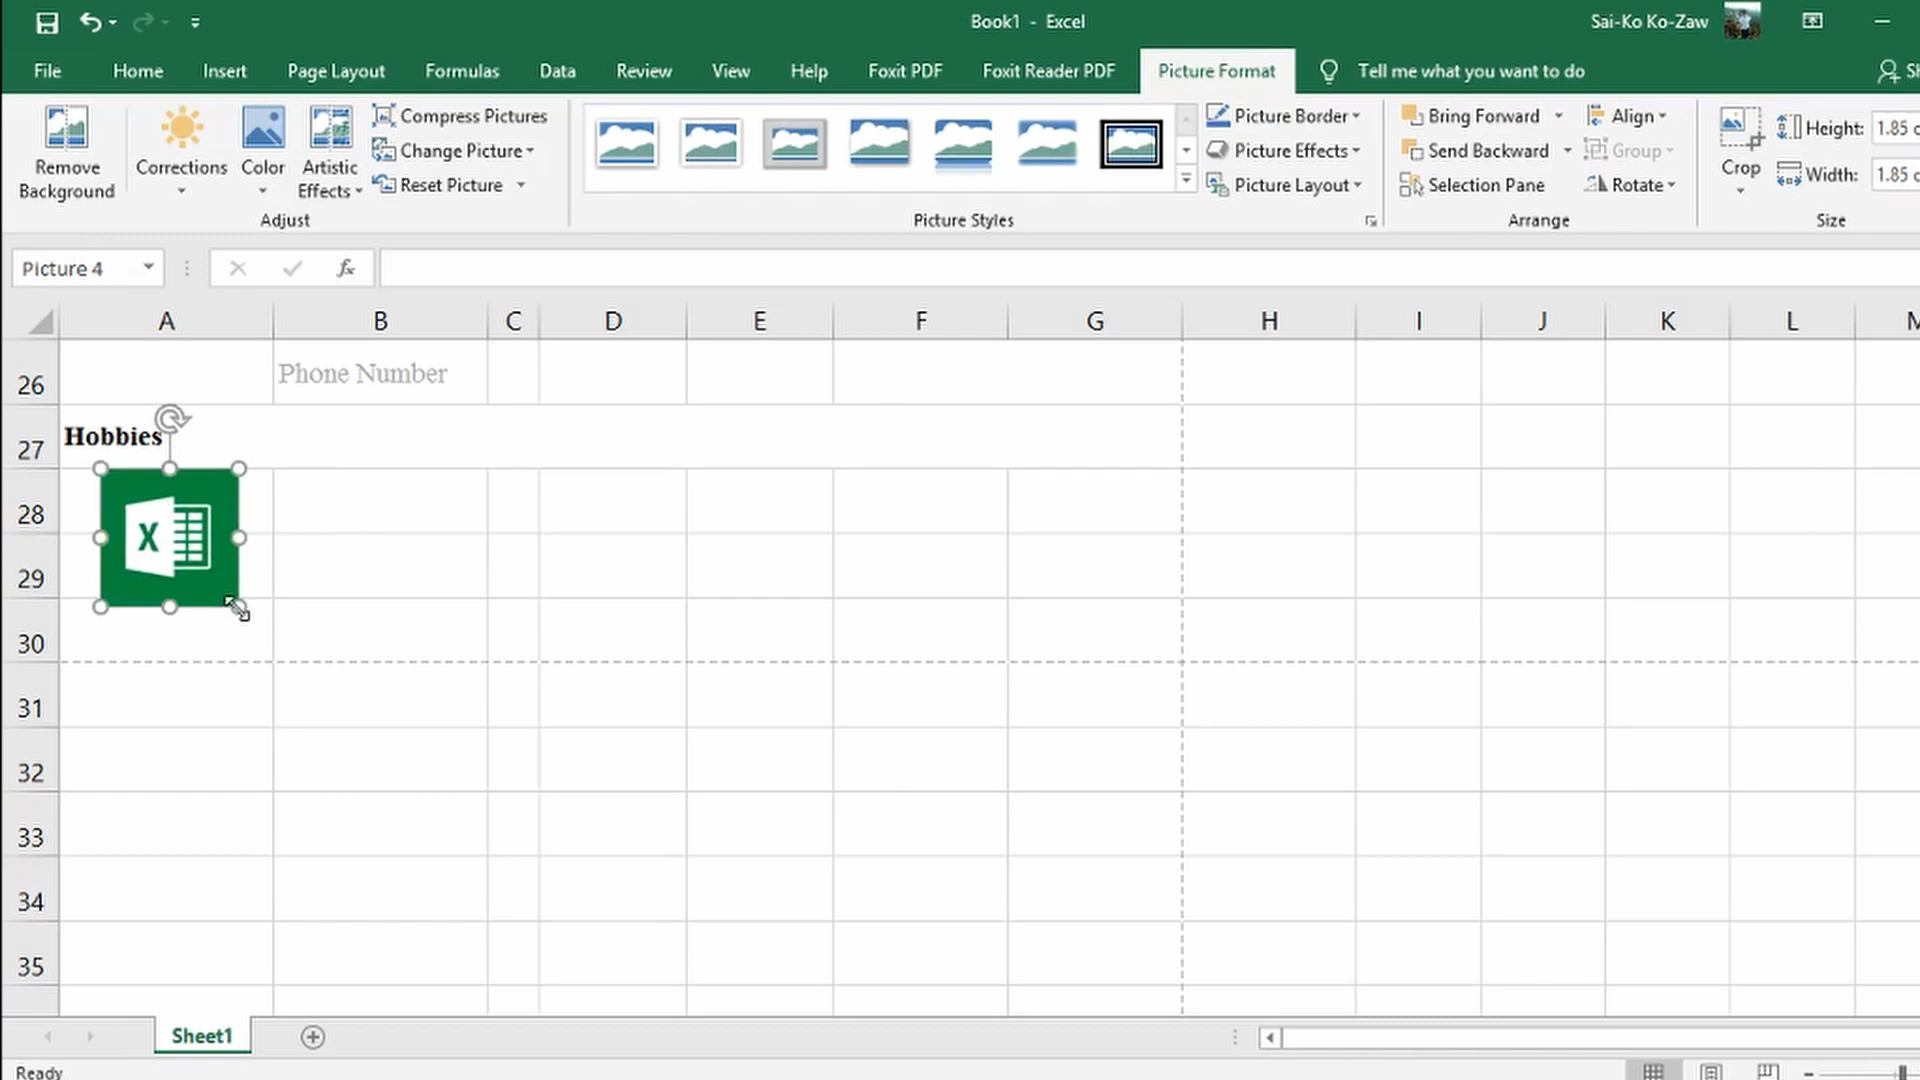 Book1 - Excel
Sai-Ko Ko-Zaw
File Home Insert Page Layout Formulas Data Review View Help Foxit PDF Foxit Reader PDF Picture Format Tell me what you want to do Sh
Remove Background
Corrections
Color
Artistic Effects
Compress Pictures
Change Picture
Reset Picture
Adjust
Picture Styles
Picture Border
Picture Effects
Picture Layout
Bring Forward
Send Backward
Selection Pane
Align
Group
Rotate
Arrange
Crop
Height: 1.85 c
Width: 1.85 c
Size
Picture 4
fx
A B C D E F G H I J K L M
26 Phone Number
27 Hobbies
28
X
29
30
31
32
33
34
35
Sheet1
Ready